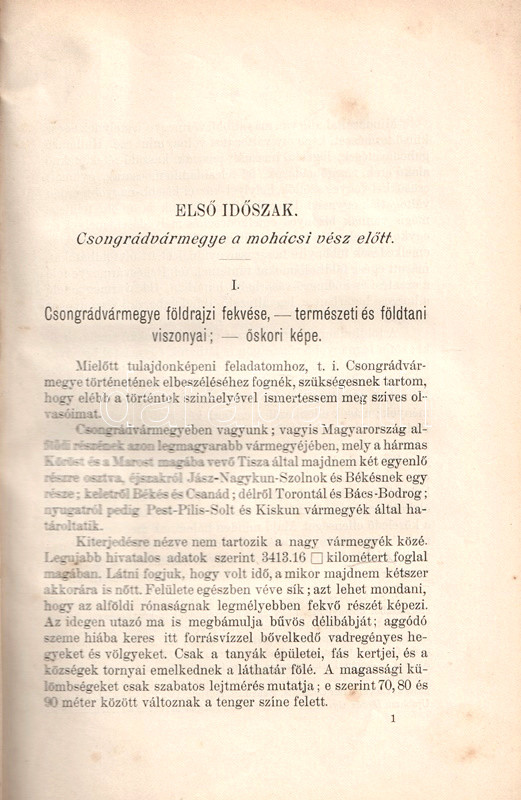 ELSŐ IDŐSZAK.
Csongrádvármegye a mohácsi vész előtt.
I.
Csongrádvármegye földrajzi fekvése, — természeti és földtani
viszonyai; — őskori képe.
Mielőtt tulajdonképeni feladatomhoz, t. i. Csongrádvár-
megye történetének elbeszéléséhez fognék, szükségesnek tartom,
hogy elébb a történtek szinhelyével ismertessem meg szives ol-
vasóimat.
Csongrádvármegyében vagyunk; vagyis Magyarország al-
földi részének azon legmagyarabb vármegyéjében, mely a hármas
Köröst és a Marost magába vevő Tisza által majdnem két egyenlő
részre osztva, éjszakról Jász-Nagykun-Szolnok és Békésnek egy
része; keletről Békés és Csanád; délről Torontál és Bács-Bodrog;
nyugatról pedig Pest-Pilis-Solt és Kiskun vármegyék által ha-
tároltatik.
Kiterjedésre nézve nem tartozik a nagy vármegyék közé.
Legujabb hivatalos adatok szerint 3413.16 □ kilométert foglal
magában. Látni fogjuk, hogy volt idő, a mikor majdnem kétszer
akkorára is nőtt. Felülete egészben véve sík; azt lehet mondani,
hogy az alföldi rónaságnak legmélyebben fekvő részét képezi.
Az idegen utazó ma is megbámulja bűvös délibábját; aggódó
szeme hiába keres itt forrásvízzel bővelkedő vadregényes he-
gyeket és völgyeket. Csak a tanyák épületei, fás kertjei, és a
községek tornyai emelkednek a láthatár fölé. A magassági kü-
lömbségeket csak szabatos lejtmérés mutatja; e szerint 70, 80 és
90 méter között változnak a tenger színe felett.
1